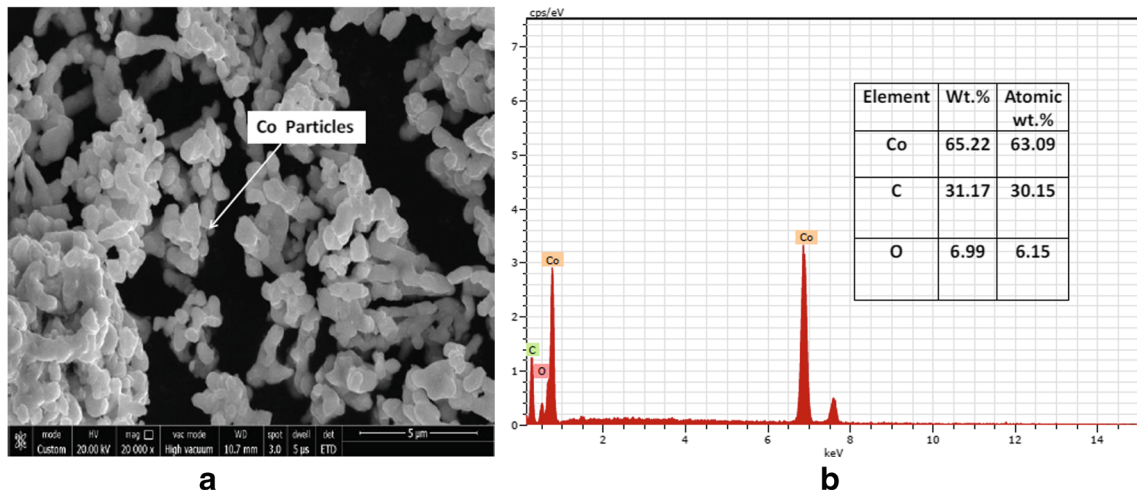 Co Particles
mode HV mag □ vac mode WD spot dwell det
Custom 20.00 kV 20 000 x High vacuum 10.7 mm 3.0 5 µs ETD
5 µm
a
cps/eV
7
6
5
4
3
2
1
0
Co
C
O
Co
2 4 6 8 10 12 14
keV
Element Wt.% Atomic
wt.%
Co 65.22 63.09
C 31.17 30.15
O 6.99 6.15
b